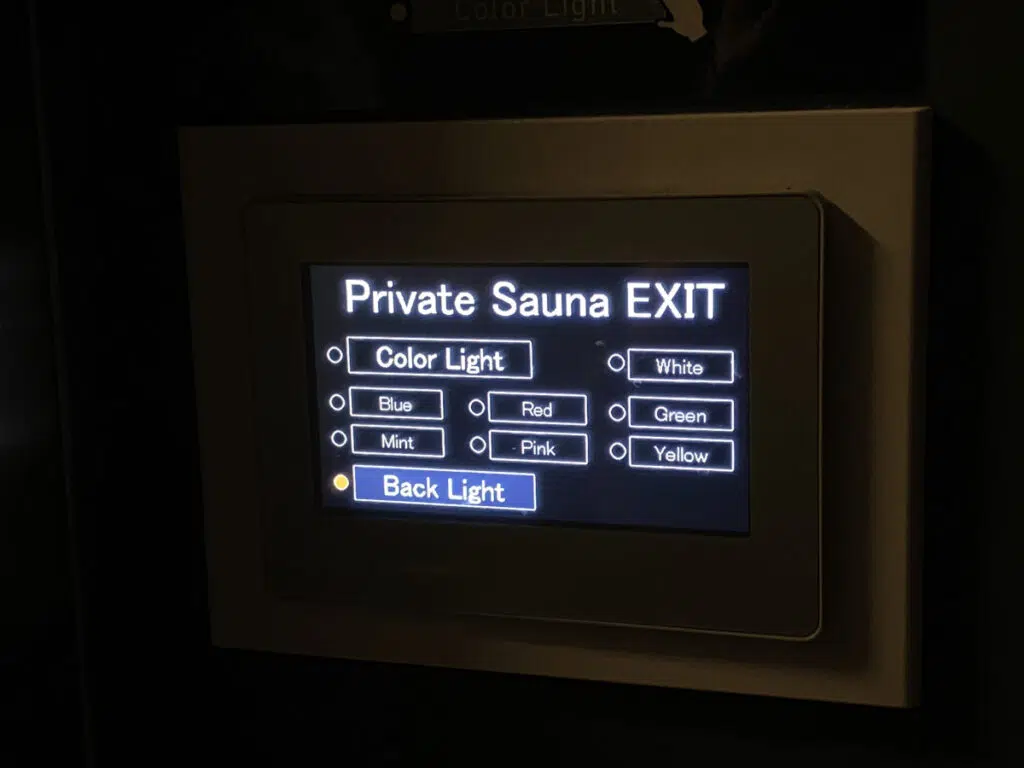 Color Light
Private Sauna EXIT
Color Light
White
Blue
Red
Green
Mint
Pink
Yellow
Back Light